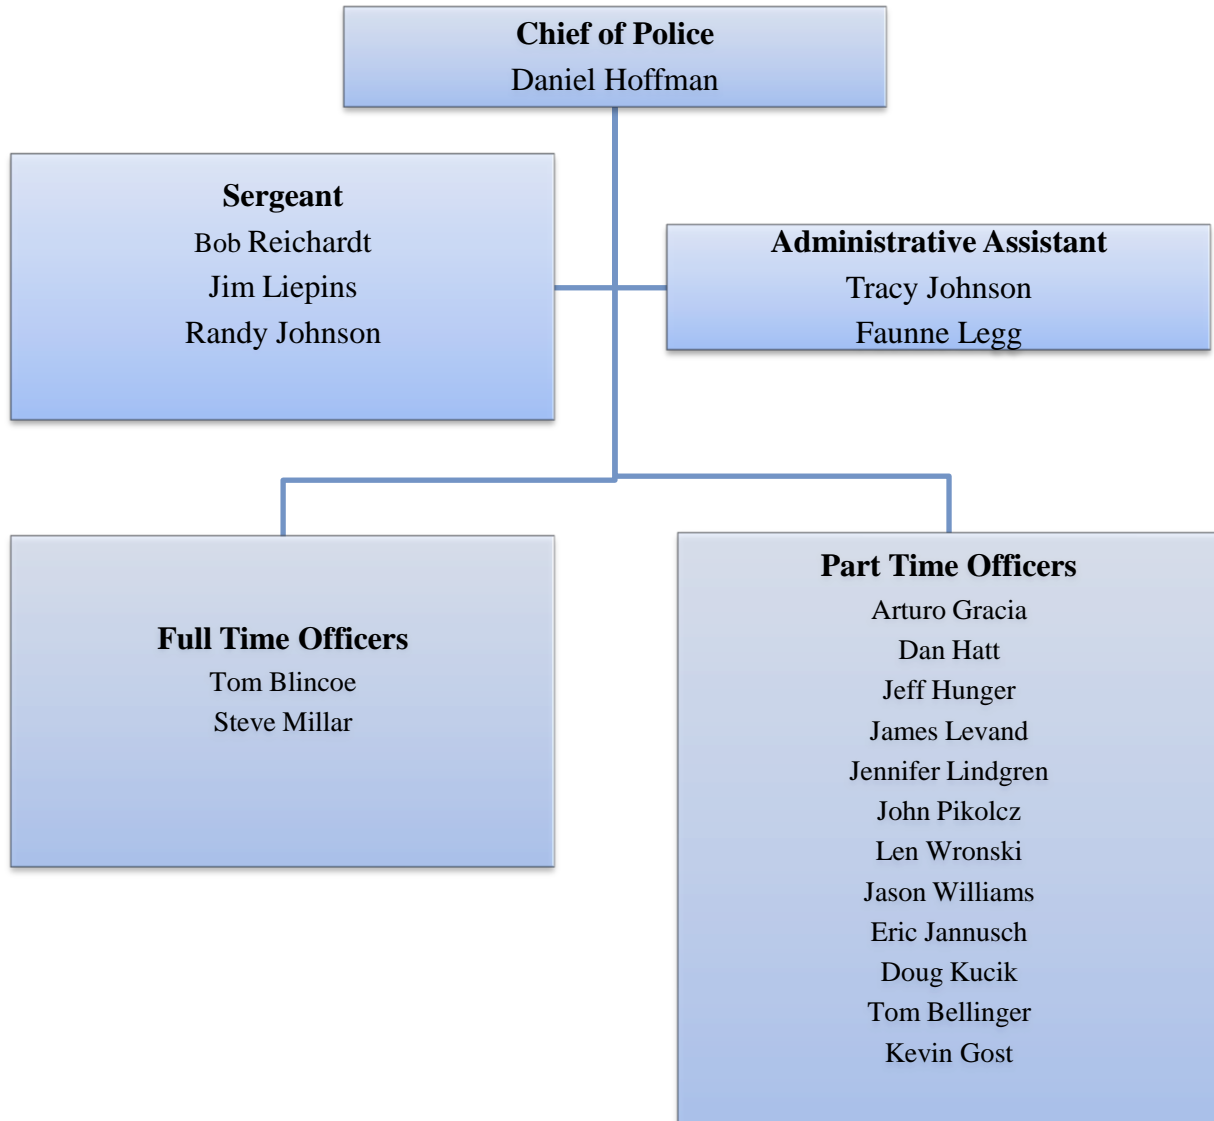 Chief of Police
Daniel Hoffman
Sergeant
Bob Reichardt
Jim Liepins
Randy Johnson
Administrative Assistant
Tracy Johnson
Faunne Legg
Full Time Officers
Tom Blincoe
Steve Millar
Part Time Officers
Arturo Gracia
Dan Hatt
Jeff Hunger
James Levand
Jennifer Lindgren
John Pikolcz
Len Wronski
Jason Williams
Eric Jannusch
Doug Kucik
Tom Bellinger
Kevin Gost